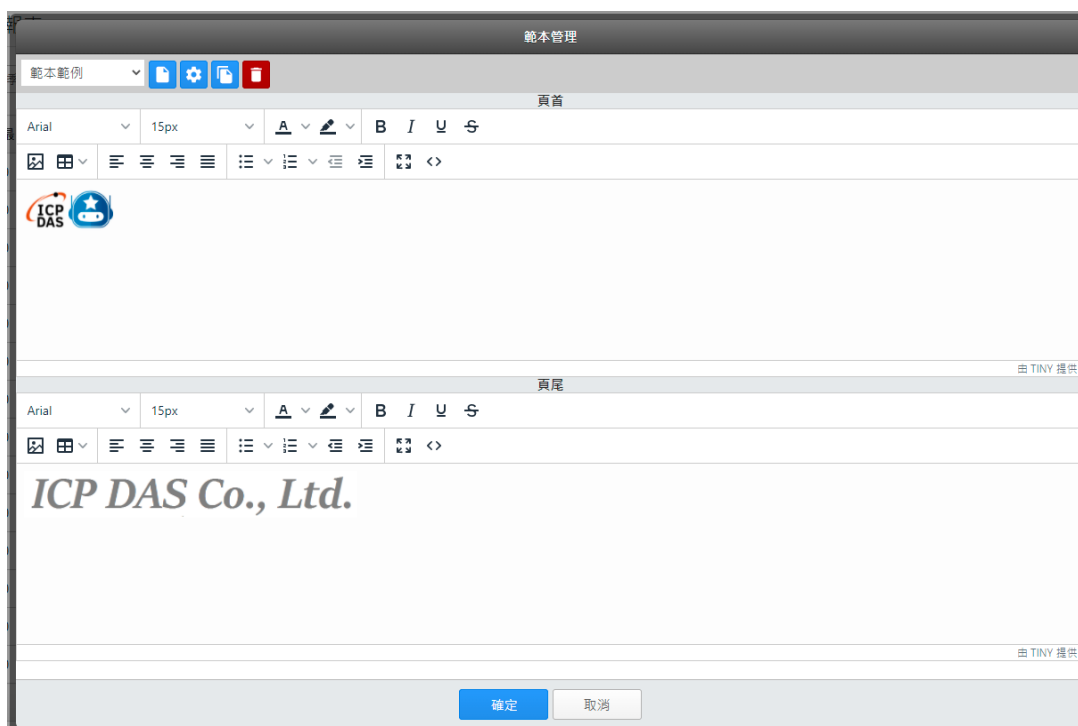 範本管理
範本範例
頁首
Arial 15px A B I U S
ICP
DAS
由 TINY 提供
頁尾
Arial 15px A B I U S
ICP DAS Co., Ltd.
由 TINY 提供
確定 取消